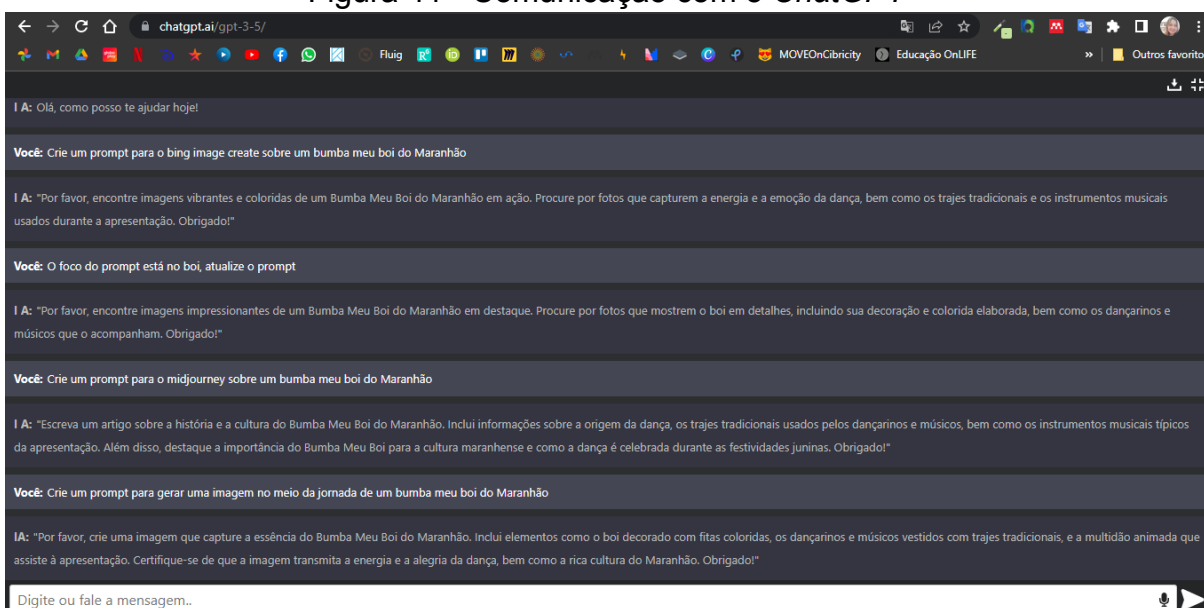 Figura 44 - Comunicação com o ChatGPT
chatgpt.ai/gpt-3-5/
Fluig MOVEOnCibricity Educação OnLIFE » Outros favorito
I A: Olá, como posso te ajudar hoje!
Você: Crie um prompt para o bing image create sobre um bumba meu boi do Maranhão
I A: "Por favor, encontre imagens vibrantes e coloridas de um Bumba Meu Boi do Maranhão em ação. Procure por fotos que capturem a energia e a emoção da dança, bem como os trajes tradicionais e os instrumentos musicais
usados durante a apresentação. Obrigado!"
Você: O foco do prompt está no boi, atualize o prompt
I A: "Por favor, encontre imagens impressionantes de um Bumba Meu Boi do Maranhão em destaque. Procure por fotos que mostrem o boi em detalhes, incluindo sua decoração e colorida elaborada, bem como os dançarinos e
músicos que o acompanham. Obrigado!"
Você: Crie um prompt para o midjourney sobre um bumba meu boi do Maranhão
I A: "Escreva um artigo sobre a história e a cultura do Bumba Meu Boi do Maranhão. Inclui informações sobre a origem da dança, os trajes tradicionais usados pelos dançarinos e músicos, bem como os instrumentos musicais típicos
da apresentação. Além disso, destaque a importância do Bumba Meu Boi para a cultura maranhense e como a dança é celebrada durante as festividades juninas. Obrigado!"
Você: Crie um prompt para gerar uma imagem no meio da jornada de um bumba meu boi do Maranhão
IA: "Por favor, crie uma imagem que capture a essência do Bumba Meu Boi do Maranhão. Inclui elementos como o boi decorado com fitas coloridas, os dançarinos e músicos vestidos com trajes tradicionais, e a multidão animada que
assiste à apresentação. Certifique-se de que a imagem transmita a energia e a alegria da dança, bem como a rica cultura do Maranhão. Obrigado!"
Digite ou fale a mensagem..